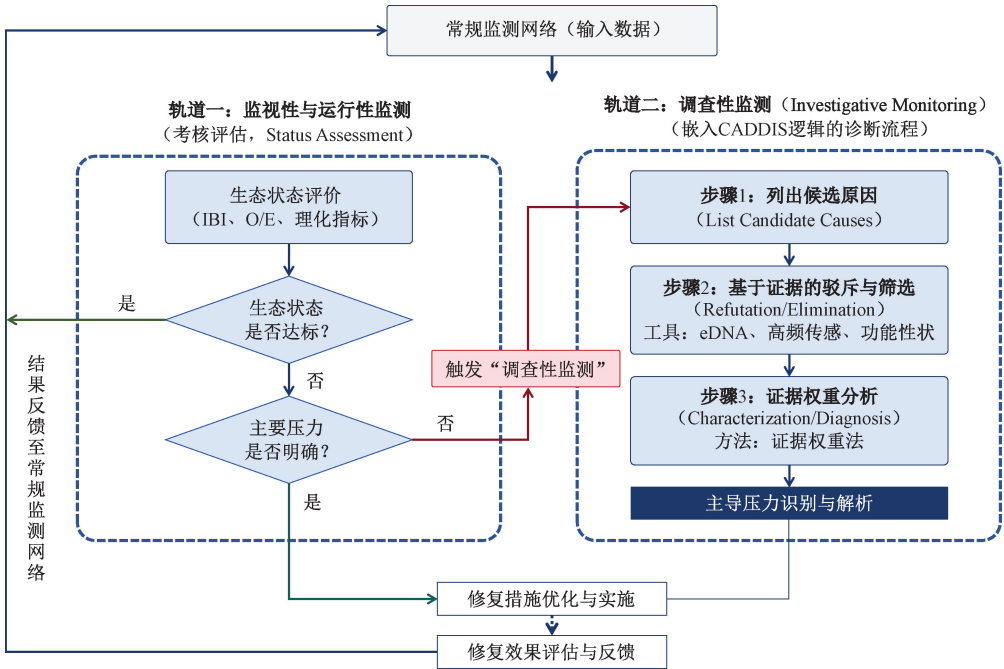 常规监测网络（输入数据）
轨道一：监视性与运行性监测
（考核评估，Status Assessment）
生态状态评价
（IBI、O/E、理化指标）
生态状态
是否达标？
是
否
主要压力
是否明确？
否
是
触发“调查性监测”
轨道二：调查性监测（Investigative Monitoring）
（嵌入CADDIS逻辑的诊断流程）
步骤1：列出候选原因
（List Candidate Causes）
步骤2：基于证据的驳斥与筛选
（Refutation/Elimination）
工具：eDNA、高频传感、功能性状
步骤3：证据权重分析
（Characterization/Diagnosis）
方法：证据权重法
主导压力识别与解析
修复措施优化与实施
修复效果评估与反馈
结果反馈至常规监测网络